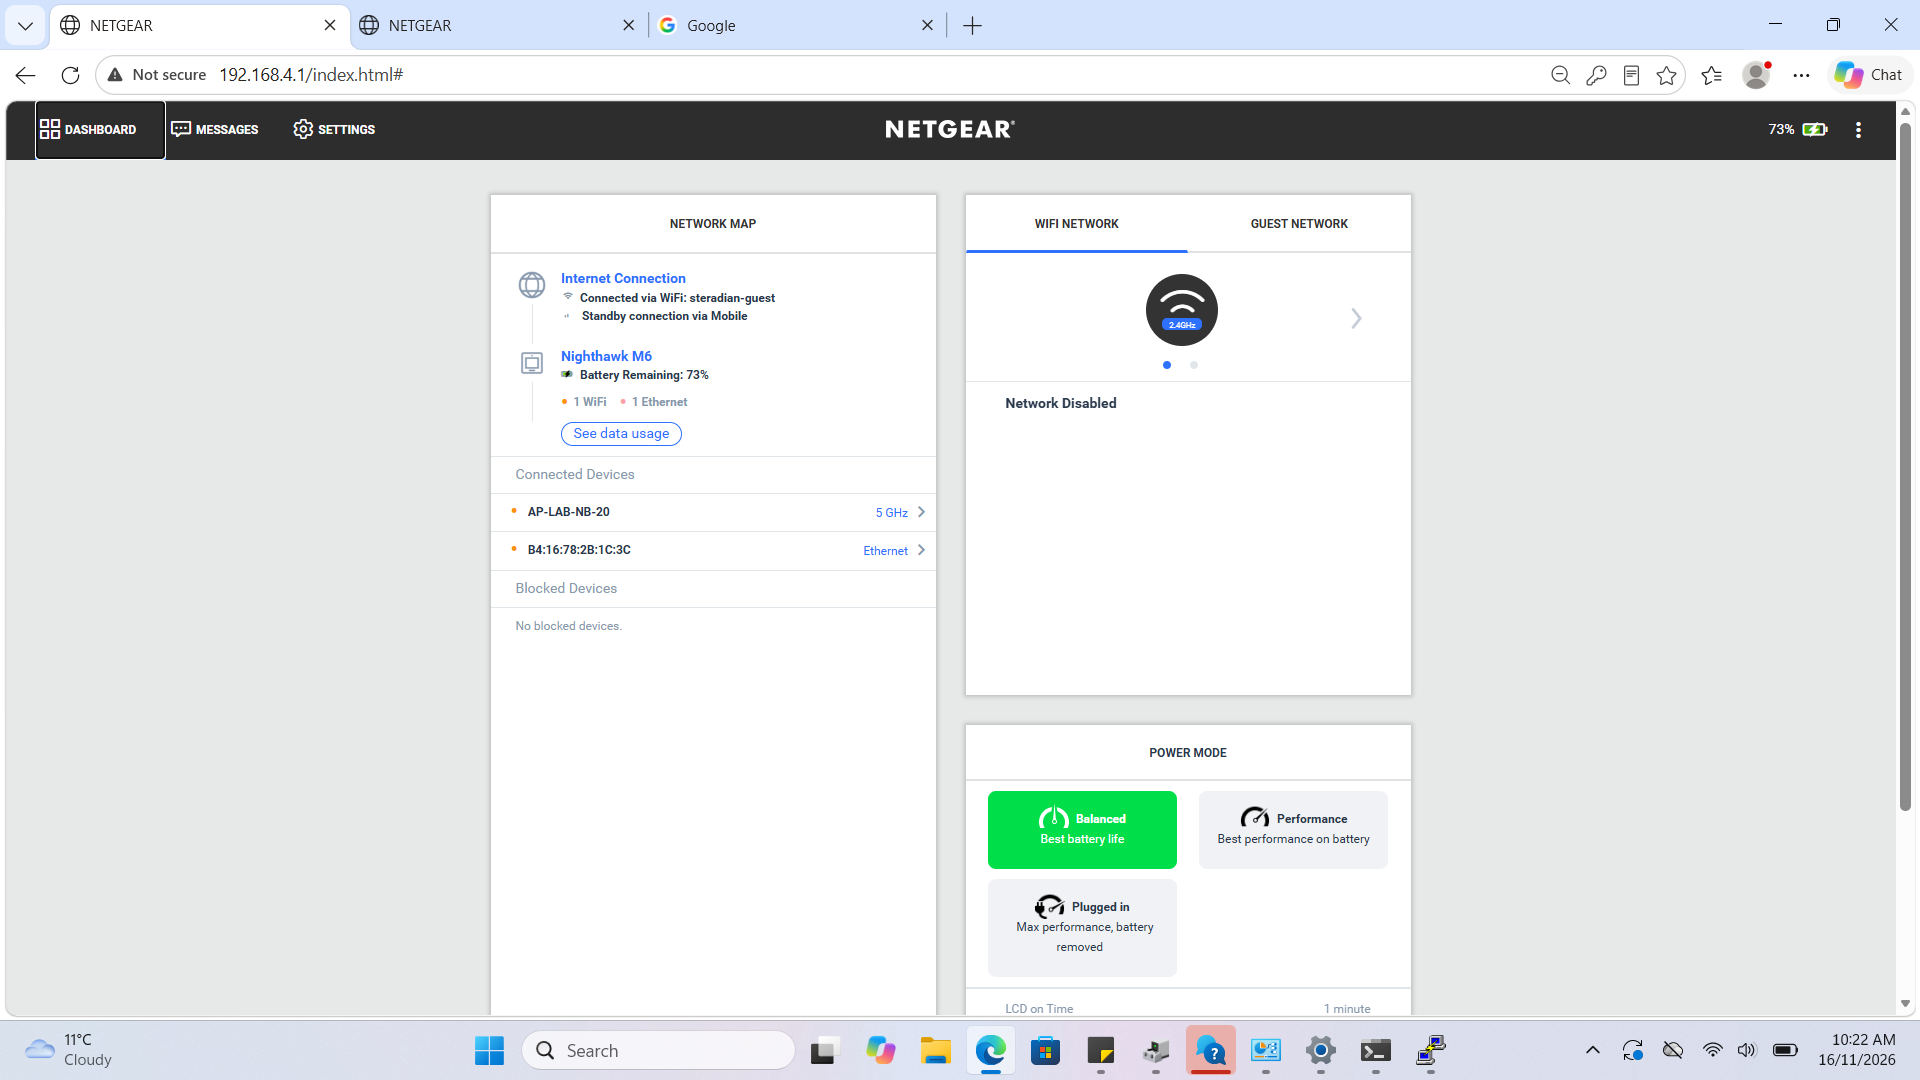 NETGEAR
NETGEAR
Google
Not secure
192.168.4.1/index.html#
Chat
DASHBOARD
MESSAGES
SETTINGS
NETGEAR
73%
NETWORK MAP
Internet Connection
Connected via WiFi: steradian-guest
Standby connection via Mobile
Nighthawk M6
Battery Remaining: 73%
1 WiFi
1 Ethernet
See data usage
Connected Devices
AP-LAB-NB-20
5 GHz
B4:16:78:2B:1C:3C
Ethernet
Blocked Devices
No blocked devices.
WIFI NETWORK
GUEST NETWORK
2.4GHz
Network Disabled
POWER MODE
Balanced
Best battery life
Performance
Best performance on battery
Plugged in
Max performance, battery
removed
LCD on Time
1 minute
11°C
Cloudy
Search
10:22 AM
16/11/2026